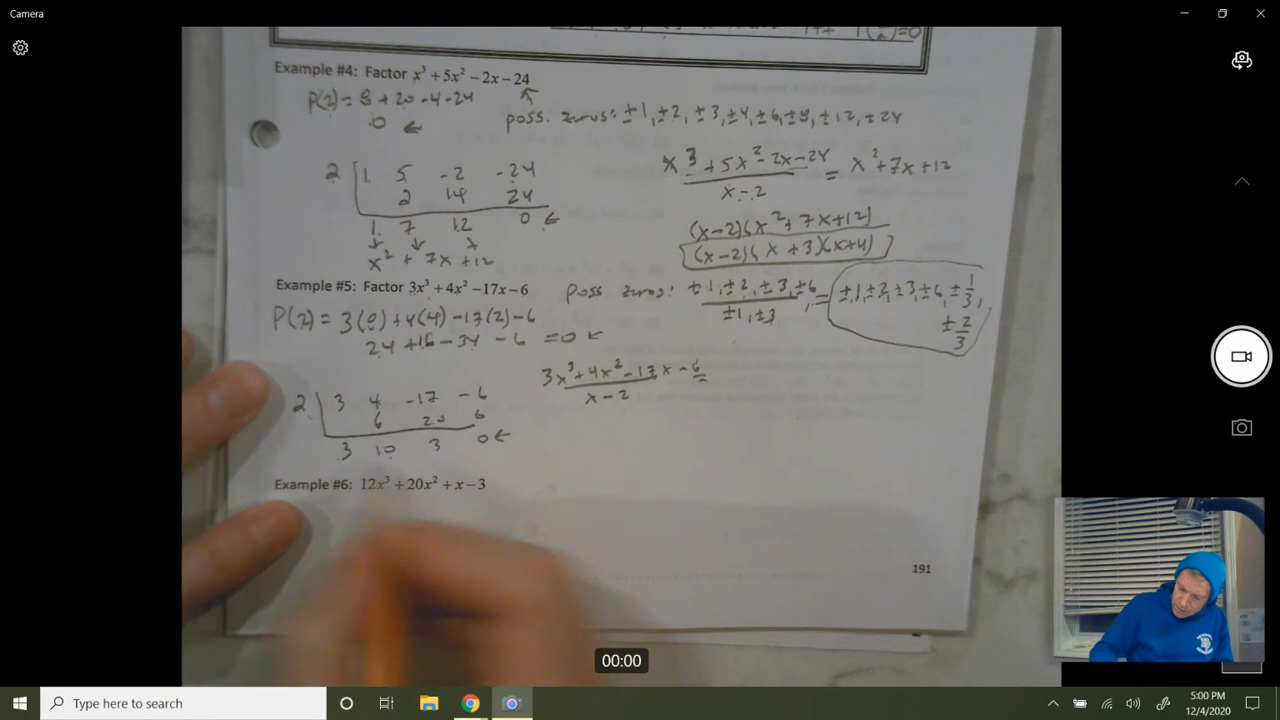 Camera
Example #4: Factor x³ + 5x² − 2x − 24
P(2) = 8 + 20 - 4 - 24
0 ←
poss. zeros: ±1, ±2, ±3, ±4, ±6, ±8, ±12, ±24
2 | 1 5 -2 -24
2 14 24
1 7 12 0 ←
x² + 7x + 12
x³ + 5x² - 2x - 24 = x² + 7x + 12
x - 2
(x-2)(x² + 7x + 12)
(x-2)(x + 3)(x+4)
Example #5: Factor 3x³ + 4x² − 17x − 6
poss. zeros: ±1, ±2, ±3, ±6 = ±1, ±2, ±3, ±6, ±1/3,
±1, ±3
±2/3
P(2) = 3(8) + 4(4) - 17(2) - 6
24 + 16 - 34 - 6 = 0 ←
3x³ + 4x² - 17x - 6 =
x - 2
2 | 3 4 -17 -6
6 20 6
3 10 3 0 ←
Example #6: 12x³ + 20x² + x − 3
191
00:00
Type here to search
5:00 PM
12/4/2020